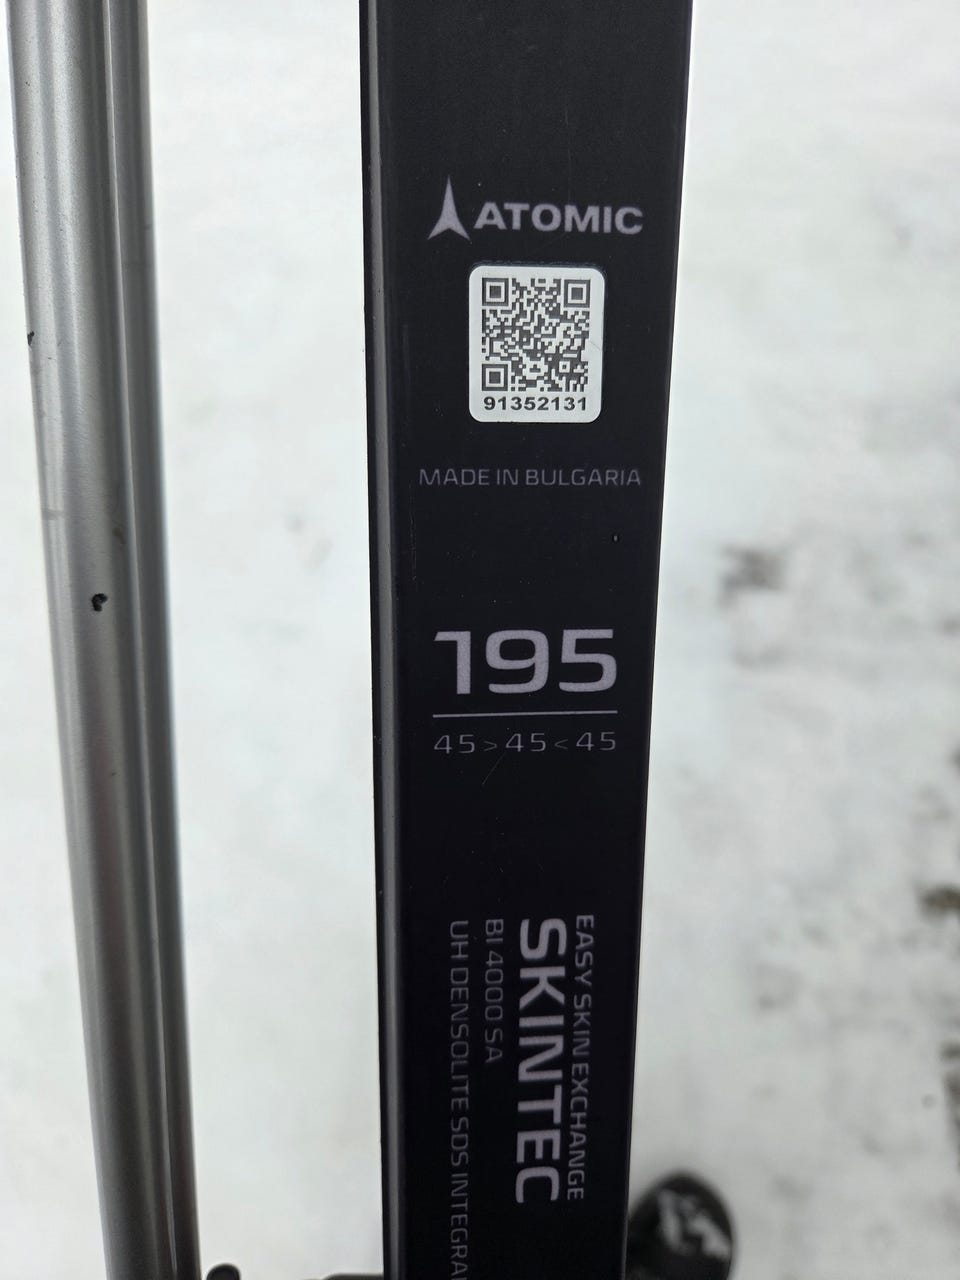 ATOMIC
91352131
MADE IN BULGARIA
195
45 > 45 < 45
EASY SKIN EXCHANGE
SKINTEC
BI 4000 SA
UH DENSOLITE SDS